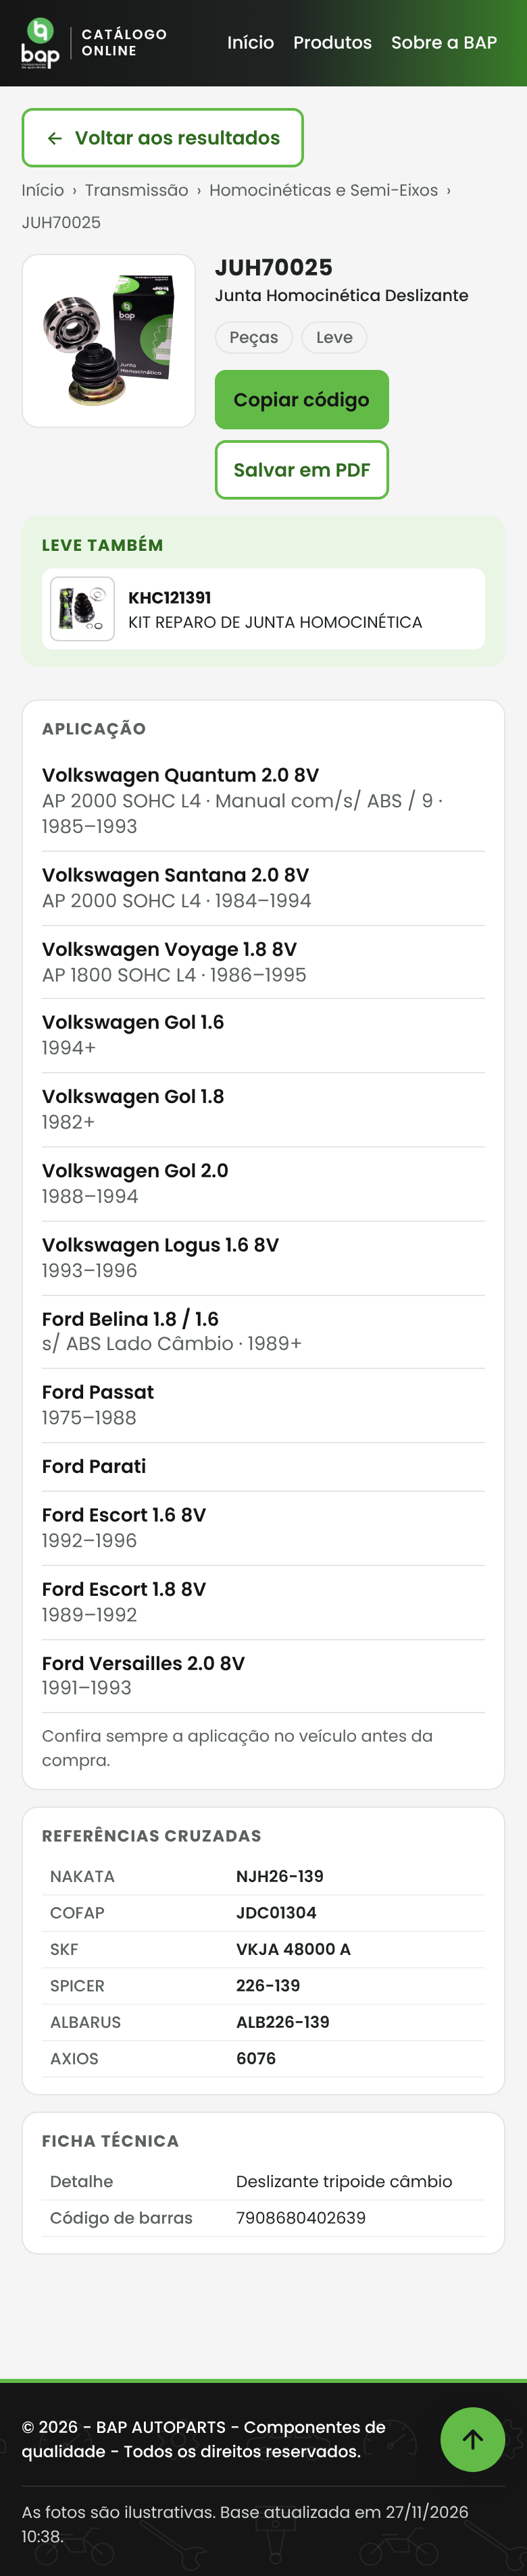 bap
CATÁLOGO
ONLINE
Início
Produtos
Sobre a BAP
← Voltar aos resultados
Início › Transmissão › Homocinéticas e Semi-Eixos ›
JUH70025
bap
Junta
Homocinética
JUH70025
Junta Homocinética Deslizante
Peças
Leve
Copiar código
Salvar em PDF
LEVE TAMBÉM
KHC121391
KIT REPARO DE JUNTA HOMOCINÉTICA
APLICAÇÃO
Volkswagen Quantum 2.0 8V
AP 2000 SOHC L4 · Manual com/s/ ABS / 9 ·
1985–1993
Volkswagen Santana 2.0 8V
AP 2000 SOHC L4 · 1984–1994
Volkswagen Voyage 1.8 8V
AP 1800 SOHC L4 · 1986–1995
Volkswagen Gol 1.6
1994+
Volkswagen Gol 1.8
1982+
Volkswagen Gol 2.0
1988–1994
Volkswagen Logus 1.6 8V
1993–1996
Ford Belina 1.8 / 1.6
s/ ABS Lado Câmbio · 1989+
Ford Passat
1975–1988
Ford Parati
Ford Escort 1.6 8V
1992–1996
Ford Escort 1.8 8V
1989–1992
Ford Versailles 2.0 8V
1991–1993
Confira sempre a aplicação no veículo antes da
compra.
REFERÊNCIAS CRUZADAS
NAKATA NJH26-139
COFAP JDC01304
SKF VKJA 48000 A
SPICER 226-139
ALBARUS ALB226-139
AXIOS 6076
FICHA TÉCNICA
Detalhe Deslizante tripoide câmbio
Código de barras 7908680402639
© 2026 - BAP AUTOPARTS - Componentes de
qualidade - Todos os direitos reservados.
As fotos são ilustrativas. Base atualizada em 27/11/2026
10:38.